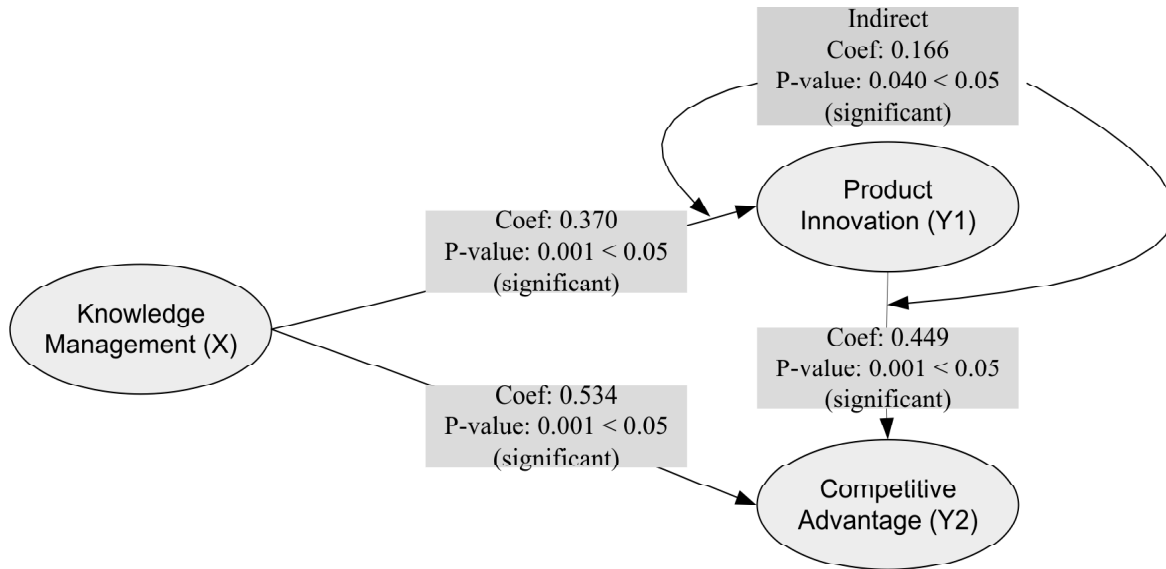 Indirect
Coef: 0.166
P-value: 0.040 < 0.05
(significant)
Product
Innovation (Y1)
Coef: 0.370
P-value: 0.001 < 0.05
(significant)
Knowledge
Management (X)
Coef: 0.449
P-value: 0.001 < 0.05
(significant)
Coef: 0.534
P-value: 0.001 < 0.05
(significant)
Competitive
Advantage (Y2)